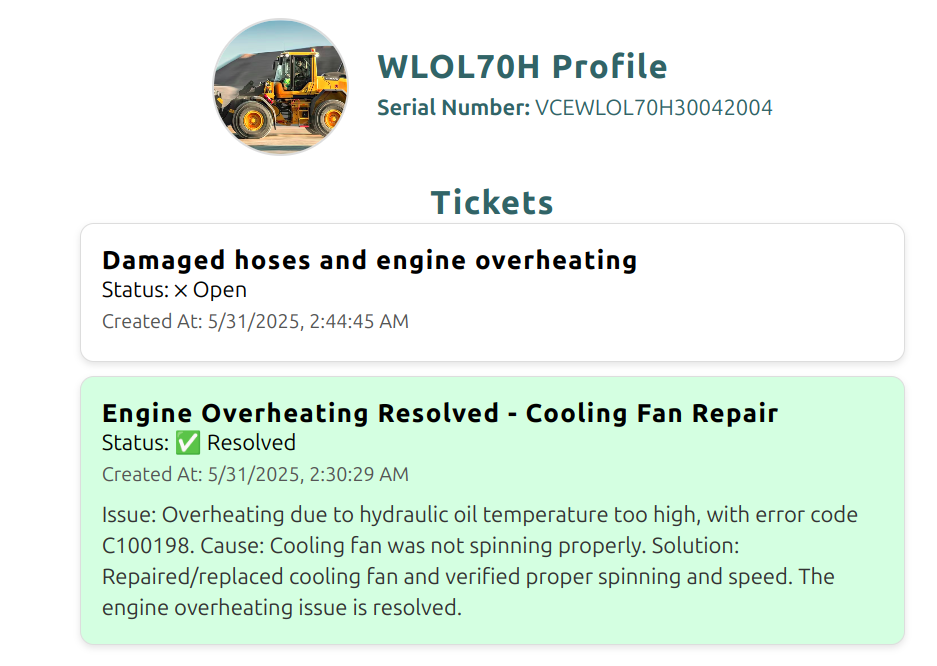 WLOL70H Profile
Serial Number: VCEWLOL70H30042004
Tickets
Damaged hoses and engine overheating
Status: × Open
Created At: 5/31/2025, 2:44:45 AM
Engine Overheating Resolved - Cooling Fan Repair
Status: ✅ Resolved
Created At: 5/31/2025, 2:30:29 AM
Issue: Overheating due to hydraulic oil temperature too high, with error code
C100198. Cause: Cooling fan was not spinning properly. Solution:
Repaired/replaced cooling fan and verified proper spinning and speed. The
engine overheating issue is resolved.